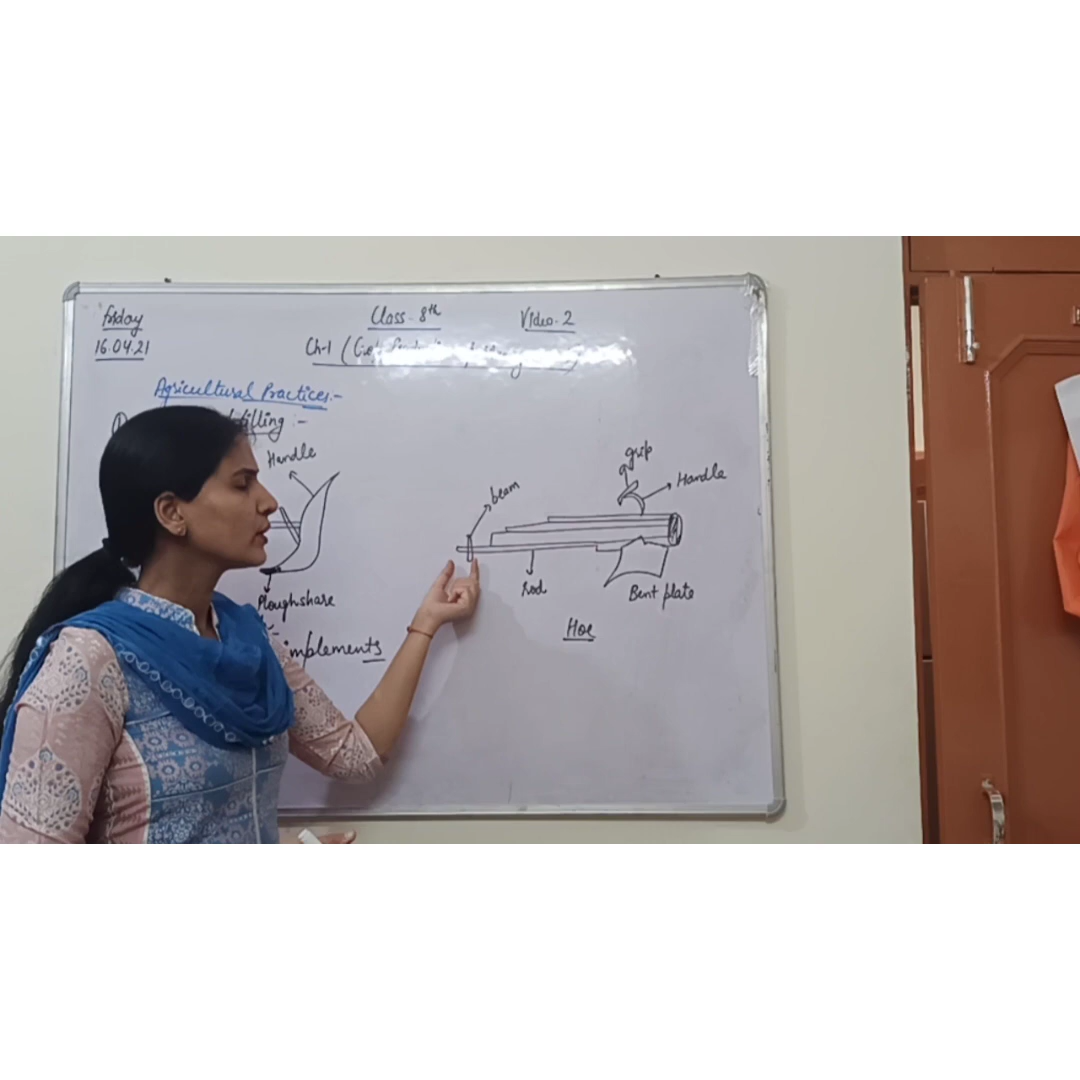 Friday
16.04.21
Class - 8th
Video - 2
Ch-1 (
Agricultural Practices :-
tilling :-
Handle
Ploughshare
implements
beam
Rod
grip
Handle
Bent plate
Hoe